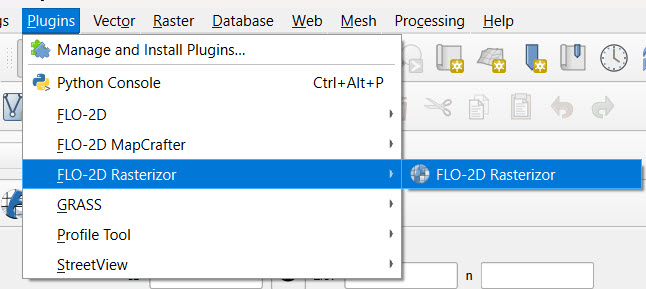 Plugins Vector Raster Database Web Mesh Processing Help
Manage and Install Plugins...
Python Console Ctrl+Alt+P
FLO-2D
FLO-2D MapCrafter
FLO-2D Rasterizor FLO-2D Rasterizor
GRASS
Profile Tool
StreetView
n